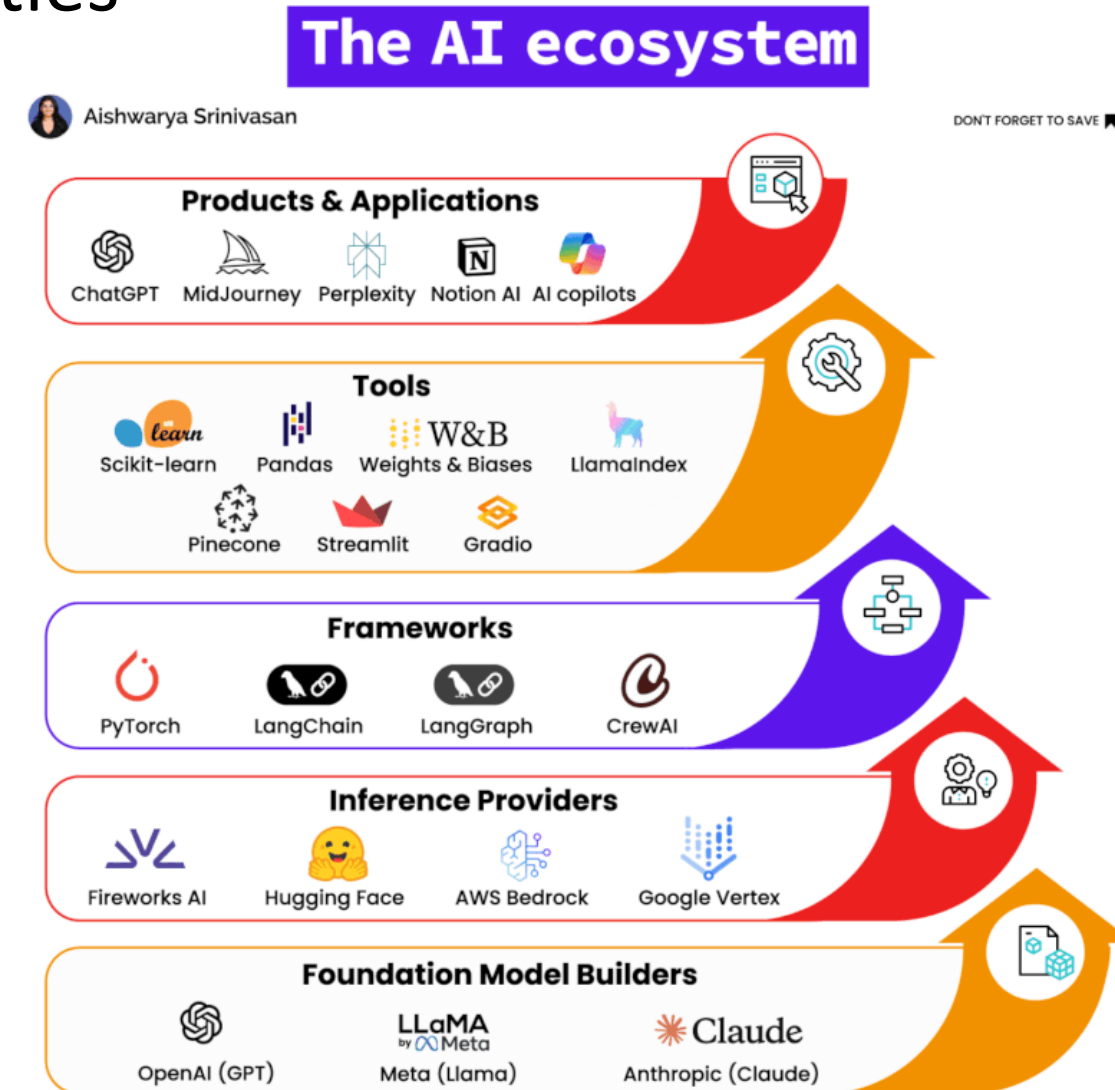 The AI ecosystem
Aishwarya Srinivasan
DON'T FORGET TO SAVE
Products & Applications
N
ChatGPT MidJourney Perplexity Notion AI AI copilots
Tools
learn
W&B
Scikit-learn Pandas Weights & Biases LlamaIndex
Pinecone Streamlit Gradio
Frameworks
PyTorch LangChain LangGraph CrewAI
Inference Providers
Fireworks AI Hugging Face AWS Bedrock Google Vertex
Foundation Model Builders
LLaMA
by Meta
Claude
OpenAI (GPT) Meta (Llama) Anthropic (Claude)